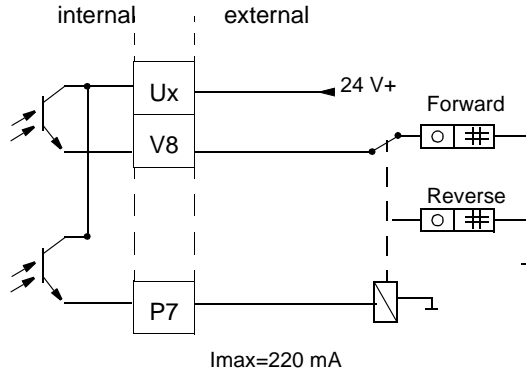 internal external
Ux
24 V+
V8
Forward
Reverse
P7
Imax=220 mA